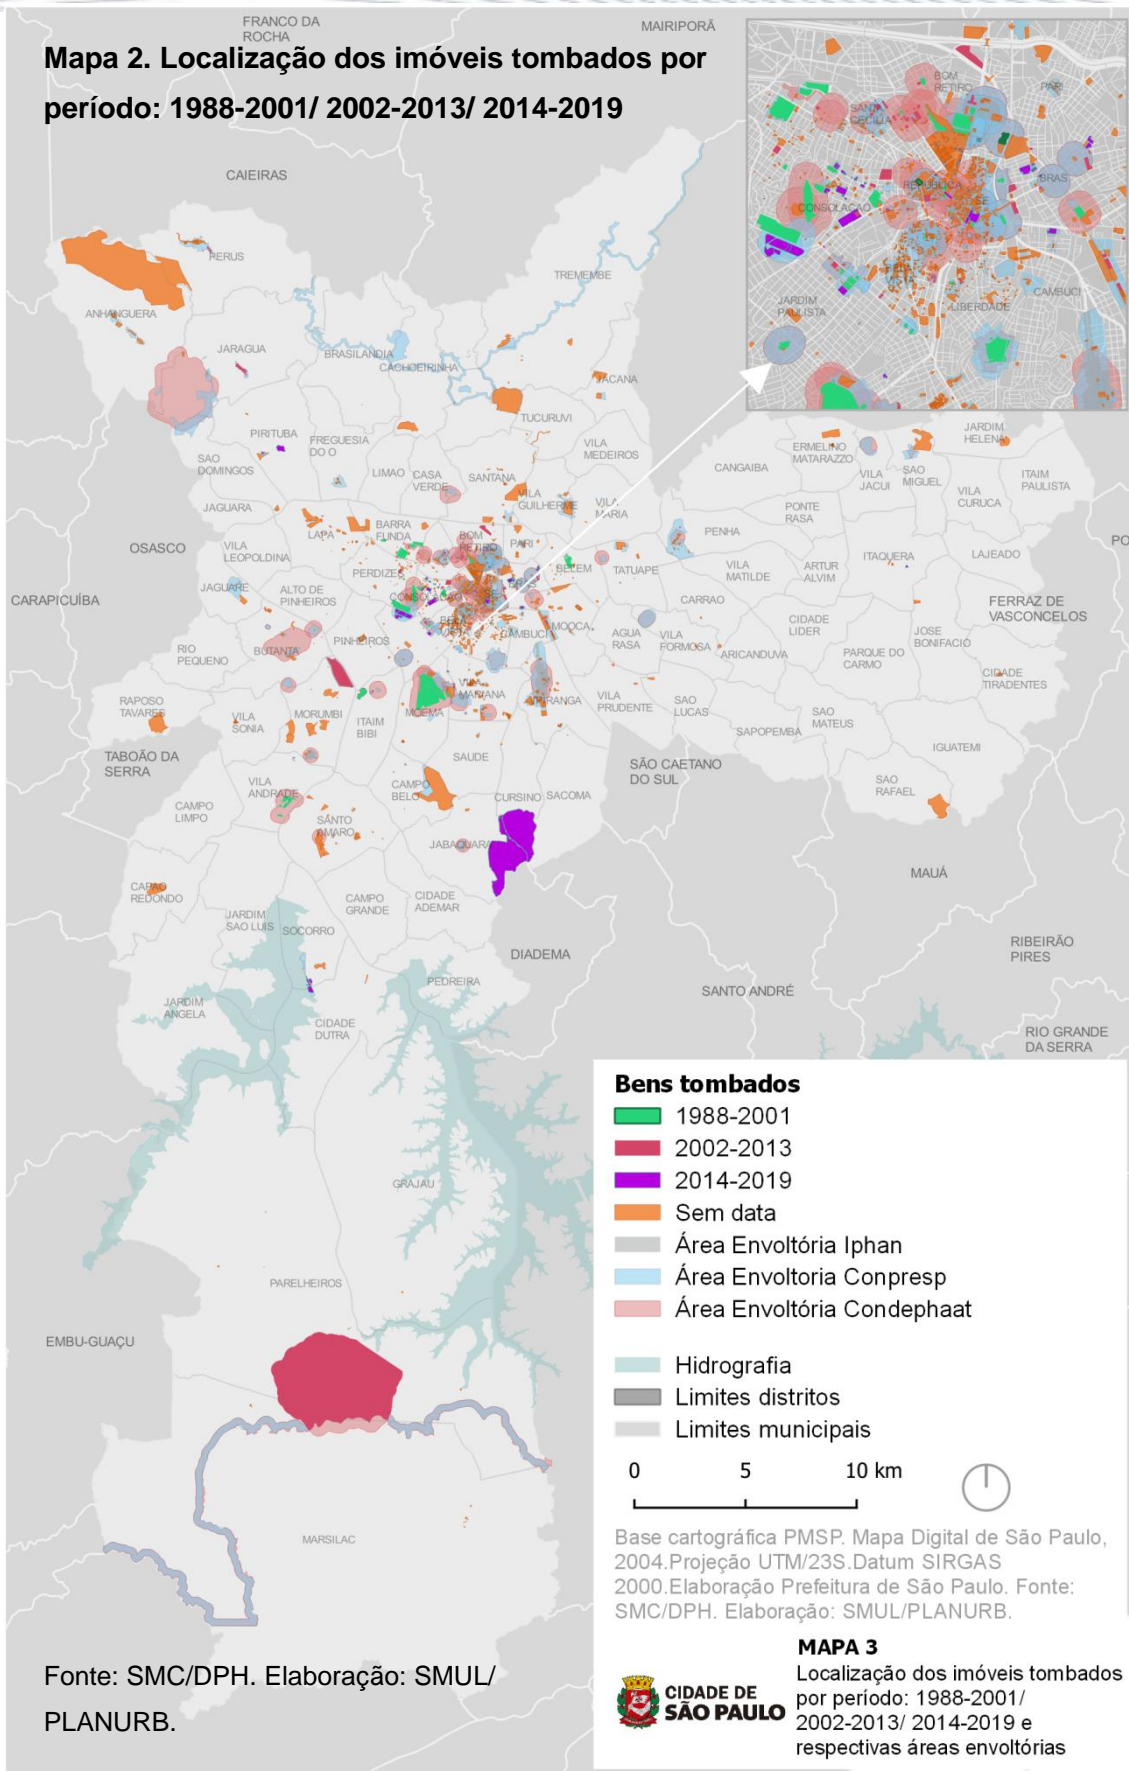 FRANCO DA
ROCHA
MAIRIPORÃ
Mapa 2. Localização dos imóveis tombados por
período: 1988-2001/ 2002-2013/ 2014-2019
BOM
RETIRO
PARI
SANTA
CECILIA
REPUBLICA
BRAS
CONSOLACAO
SE
BELA
VISTA
CAMBUCI
LIBERDADE
JARDIM
PAULISTA
CAIEIRAS
PERUS
TREMEMBE
ANHANGUERA
JARAGUA
BRASILANDIA
CACHOEIRINHA
JACANA
TUCURUVI
PIRITUBA
FREGUESIA
DO O
VILA
MEDEIROS
SAO
DOMINGOS
LIMAO
CASA
VERDE
SANTANA
CANGAIBA
ERMELINO
MATARAZZO
JARDIM
HELENA
VILA
JACUI
SAO
MIGUEL
ITAIM
PAULISTA
VILA
CURUCA
JAGUARA
VILA
GUILHERME
VILA
MARIA
PONTE
RASA
LAPA
BARRA
FUNDA
BOM
RETIRO
PARI
PENHA
OSASCO
VILA
LEOPOLDINA
PERDIZES
BELEM
TATUAPE
VILA
MATILDE
ARTUR
ALVIM
ITAQUERA
LAJEADO
PO
CARAPICUÍBA
JAGUARE
ALTO DE
PINHEIROS
CONSOLACAO
SE
BRAS
CARRAO
FERRAZ DE
VASCONCELOS
BELA
VISTA
CAMBUCI
MOOCA
AGUA
RASA
VILA
FORMOSA
ARICANDUVA
CIDADE
LIDER
JOSE
BONIFACIO
RIO
PEQUENO
BUTANTA
PINHEIROS
PARQUE DO
CARMO
CIDADE
TIRADENTES
RAPOSO
TAVARES
VILA
SONIA
MORUMBI
ITAIM
BIBI
MOEMA
VILA
MARIANA
IPIRANGA
VILA
PRUDENTE
SAO
LUCAS
SAPOPEMBA
SAO
MATEUS
IGUATEMI
TABOÃO DA
SERRA
SAUDE
SÃO CAETANO
DO SUL
SAO
RAFAEL
CAMPO
LIMPO
VILA
ANDRADE
CAMPO
BELO
CURSINO
SACOMA
SANTO
AMARO
JABAQUARA
MAUÁ
CAPAO
REDONDO
CAMPO
GRANDE
CIDADE
ADEMAR
JARDIM
SAO LUIS
SOCORRO
DIADEMA
RIBEIRÃO
PIRES
PEDREIRA
SANTO ANDRÉ
JARDIM
ANGELA
CIDADE
DUTRA
RIO GRANDE
DA SERRA
GRAJAU
PARELHEIROS
EMBU-GUAÇU
MARSILAC
Bens tombados
1988-2001
2002-2013
2014-2019
Sem data
Área Envoltória Iphan
Área Envoltoria Conpresp
Área Envoltória Condephaat
Hidrografia
Limites distritos
Limites municipais
0 5 10 km
Base cartográfica PMSP. Mapa Digital de São Paulo,
2004.Projeção UTM/23S.Datum SIRGAS
2000.Elaboração Prefeitura de São Paulo. Fonte:
SMC/DPH. Elaboração: SMUL/PLANURB.
MAPA 3
Localização dos imóveis tombados
por período: 1988-2001/
2002-2013/ 2014-2019 e
respectivas áreas envoltórias
CIDADE DE
SÃO PAULO
Fonte: SMC/DPH. Elaboração: SMUL/
PLANURB.